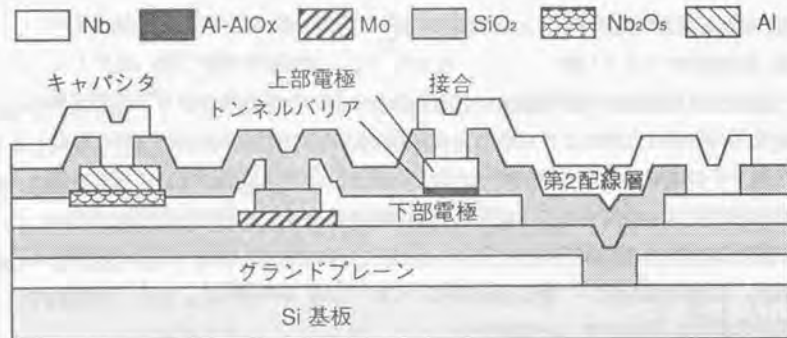 Nb Al-AlOx Mo SiO₂ Nb₂O₅ Al
キャパシタ
上部電極
トンネルバリア
接合
第2配線層
下部電極
グランドプレーン
Si 基板